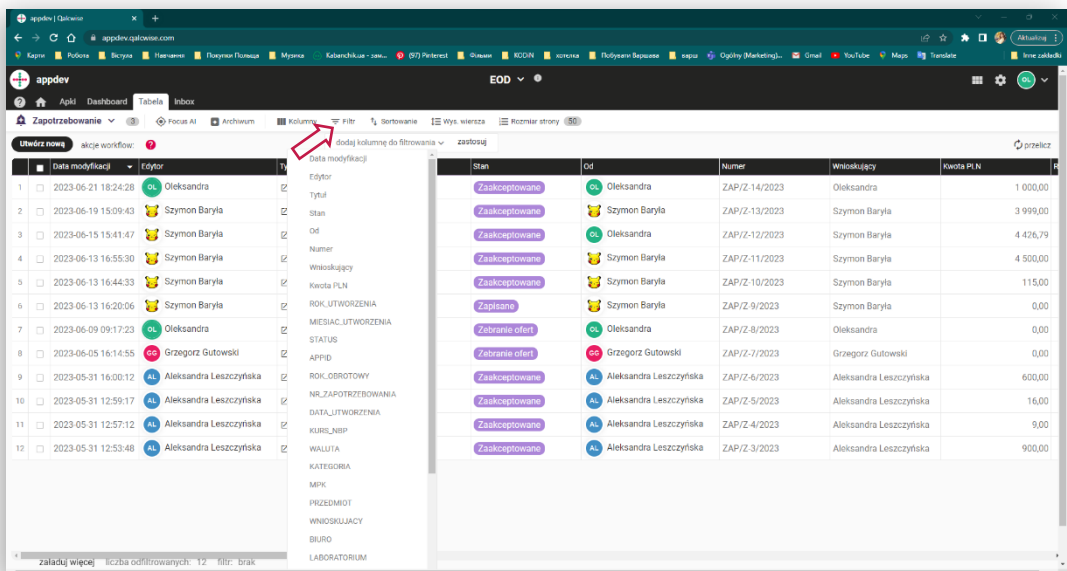 appdev | Qalcwise
appdev.qalcwise.com
Aktualizuj
Карти Робота Вістула Навчання Покупки Польща Музика Kabanchik.ua - зам... (97) Pinterest Фільми KODiN хотелка Побувати Варшава варш Ogólny (Marketing)... Gmail YouTube Maps Translate Inne zakładki
appdev EOD OL
Apki Dashboard Tabela Inbox
Zapotrzebowanie 3 Focus AI Archiwum Kolumny Filtr Sortowanie Wys. wiersza Rozmiar strony 50
Utwórz nową akcje workflow: dodaj kolumnę do filtrowania zastosuj przelicz
Data modyfikacji Edytor Stan Od Numer Wnioskujący Kwota PLN
1 2023-06-21 18:24:28 OL Oleksandra Zaakceptowane OL Oleksandra ZAP/Z-14/2023 Oleksandra 1 000,00
2 2023-06-19 15:09:43 Szymon Baryła Zaakceptowane Szymon Baryła ZAP/Z-13/2023 Szymon Baryła 3 999,00
3 2023-06-15 15:41:47 Szymon Baryła Zaakceptowane OL Oleksandra ZAP/Z-12/2023 Szymon Baryła 4 426,79
4 2023-06-13 16:55:30 Szymon Baryła Zaakceptowane Szymon Baryła ZAP/Z-11/2023 Szymon Baryła 4 500,00
5 2023-06-13 16:44:33 Szymon Baryła Zaakceptowane Szymon Baryła ZAP/Z-10/2023 Szymon Baryła 115,00
6 2023-06-13 16:20:06 Szymon Baryła Zapisane Szymon Baryła ZAP/Z-9/2023 Szymon Baryła 0,00
7 2023-06-09 09:17:23 OL Oleksandra Zebranie ofert OL Oleksandra ZAP/Z-8/2023 Oleksandra 0,00
8 2023-06-05 16:14:55 GG Grzegorz Gutowski Zebranie ofert GG Grzegorz Gutowski ZAP/Z-7/2023 Grzegorz Gutowski 0,00
9 2023-05-31 16:00:12 AL Aleksandra Leszczyńska Zaakceptowane AL Aleksandra Leszczyńska ZAP/Z-6/2023 Aleksandra Leszczyńska 600,00
10 2023-05-31 12:59:17 AL Aleksandra Leszczyńska Zaakceptowane AL Aleksandra Leszczyńska ZAP/Z-5/2023 Aleksandra Leszczyńska 16,00
11 2023-05-31 12:57:12 AL Aleksandra Leszczyńska Zaakceptowane AL Aleksandra Leszczyńska ZAP/Z-4/2023 Aleksandra Leszczyńska 9,00
12 2023-05-31 12:53:48 AL Aleksandra Leszczyńska Zaakceptowane AL Aleksandra Leszczyńska ZAP/Z-3/2023 Aleksandra Leszczyńska 900,00
Data modyfikacji
Edytor
Tytuł
Stan
Od
Numer
Wnioskujący
Kwota PLN
ROK_UTWORZENIA
MIESIAC_UTWORZENIA
STATUS
APPID
ROK_OBROTOWY
NR_ZAPOTRZEBOWANIA
DATA_UTWORZENIA
KURS_NBP
WALUTA
KATEGORIA
MPK
PRZEDMIOT
WNIOSKUJACY
BIURO
LABORATORIUM
załaduj więcej liczba odfiltrowanych: 12 filtr: brak